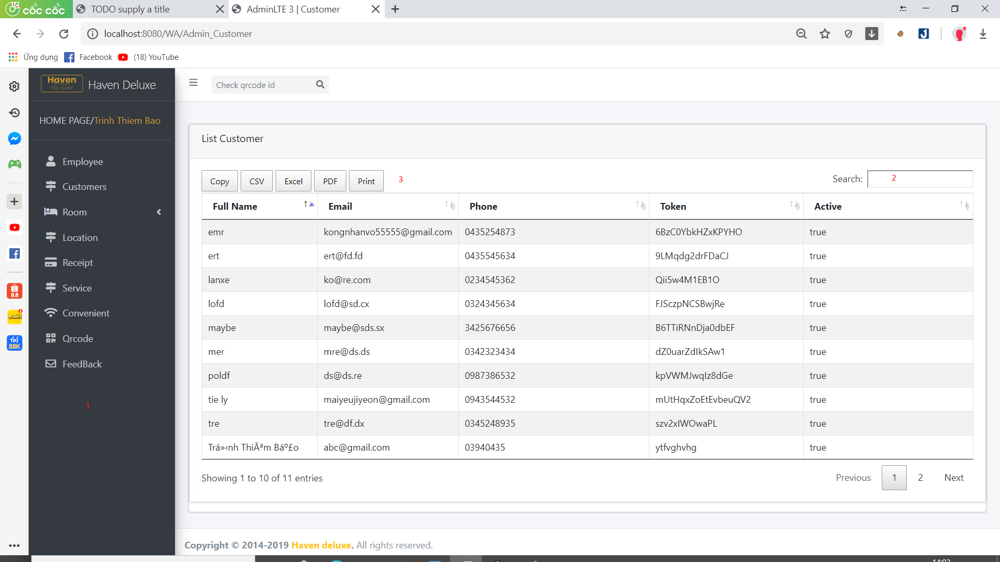 cốc cốc TODO supply a title AdminLTE 3 | Customer
localhost:8080/WA/Admin_Customer
Ứng dụng Facebook (18) YouTube
Haven de luxe Haven Deluxe
Check qrcode id
HOME PAGE/Trinh Thiem Bao
Employee
Customers
Room
Location
Receipt
Service
Convenient
Qrcode
FeedBack
1
8.8
TIKI
88K
List Customer
Copy CSV Excel PDF Print 3 Search: 2
Full Name Email Phone Token Active
emr kongnhanvo55555@gmail.com 0435254873 6BzC0YbkHZxKPYHO true
ert ert@fd.fd 0435545634 9LMqdg2drFDaCJ true
lanxe ko@re.com 0234545362 Qii5w4M1EB1O true
lofd lofd@sd.cx 0324345634 FJSczpNCSBwjRe true
maybe maybe@sds.sx 3425676656 B6TTiRNnDja0dbEF true
mer mre@ds.ds 0342323434 dZ0uarZdIkSAw1 true
poldf ds@ds.re 0987386532 kpVWMJwqIz8dGe true
tie ly maiyeujiyeon@gmail.com 0943544532 mUtHqxZoEtEvbeuQV2 true
tre tre@df.dx 0345248935 szv2xIWOwaPL true
Trá»‹nh ThiÃªm Báº£o abc@gmail.com 03940435 ytfvghvhg true
Showing 1 to 10 of 11 entries Previous 1 2 Next
Copyright © 2014-2019 Haven deluxe. All rights reserved.